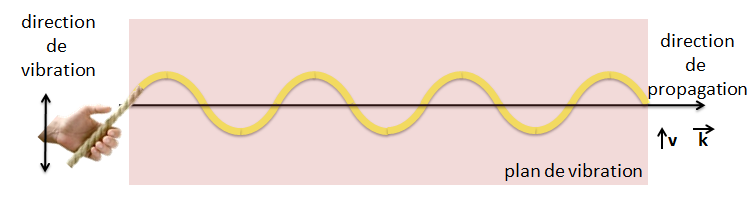 direction
de
vibration
direction
de
propagation
v k
plan de vibration